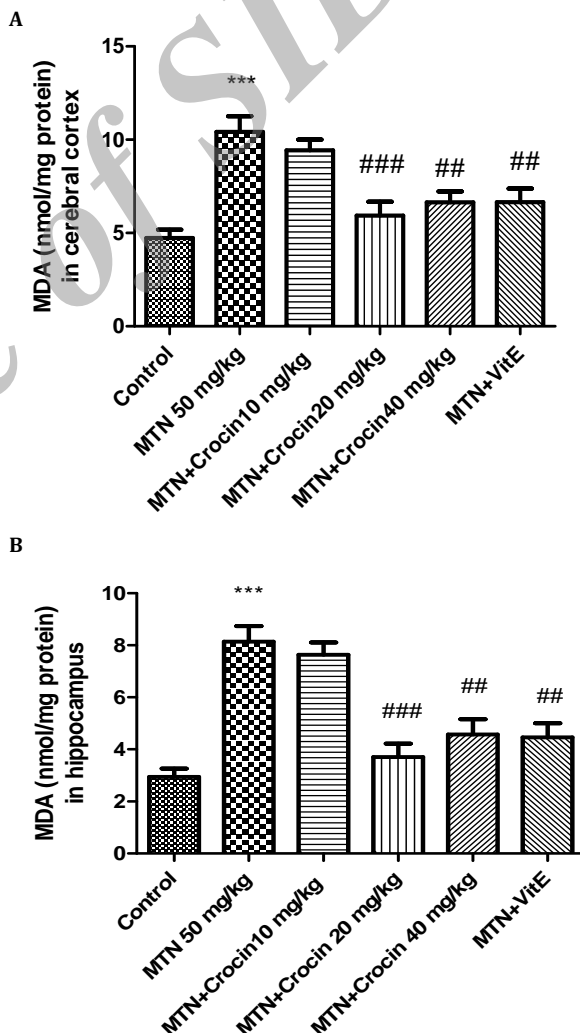 A
MDA (nmol/mg protein)
in cerebral cortex
15
10
5
0
***
###
##
##
Control
MTN 50 mg/kg
MTN+Crocin10 mg/kg
MTN+Crocin20 mg/kg
MTN+Crocin40 mg/kg
MTN+VitE
B
MDA (nmol/mg protein)
in hippocampus
10
8
6
4
2
0
***
###
##
##
Control
MTN 50 mg/kg
MTN+Crocin10 mg/kg
MTN+Crocin 20 mg/kg
MTN+Crocin 40 mg/kg
MTN+VitE
of